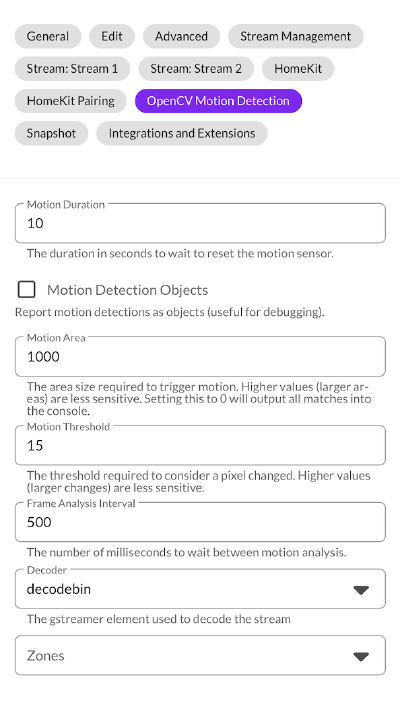 General Edit Advanced Stream Management
Stream: Stream 1 Stream: Stream 2 HomeKit
HomeKit Pairing OpenCV Motion Detection
Snapshot Integrations and Extensions
Motion Duration
10
The duration in seconds to wait to reset the motion sensor.
Motion Detection Objects
Report motion detections as objects (useful for debugging).
Motion Area
1000
The area size required to trigger motion. Higher values (larger ar-
eas) are less sensitive. Setting this to 0 will output all matches into
the console.
Motion Threshold
15
The threshold required to consider a pixel changed. Higher values
(larger changes) are less sensitive.
Frame Analysis Interval
500
The number of milliseconds to wait between motion analysis.
Decoder
decodebin
The gstreamer element used to decode the stream
Zones